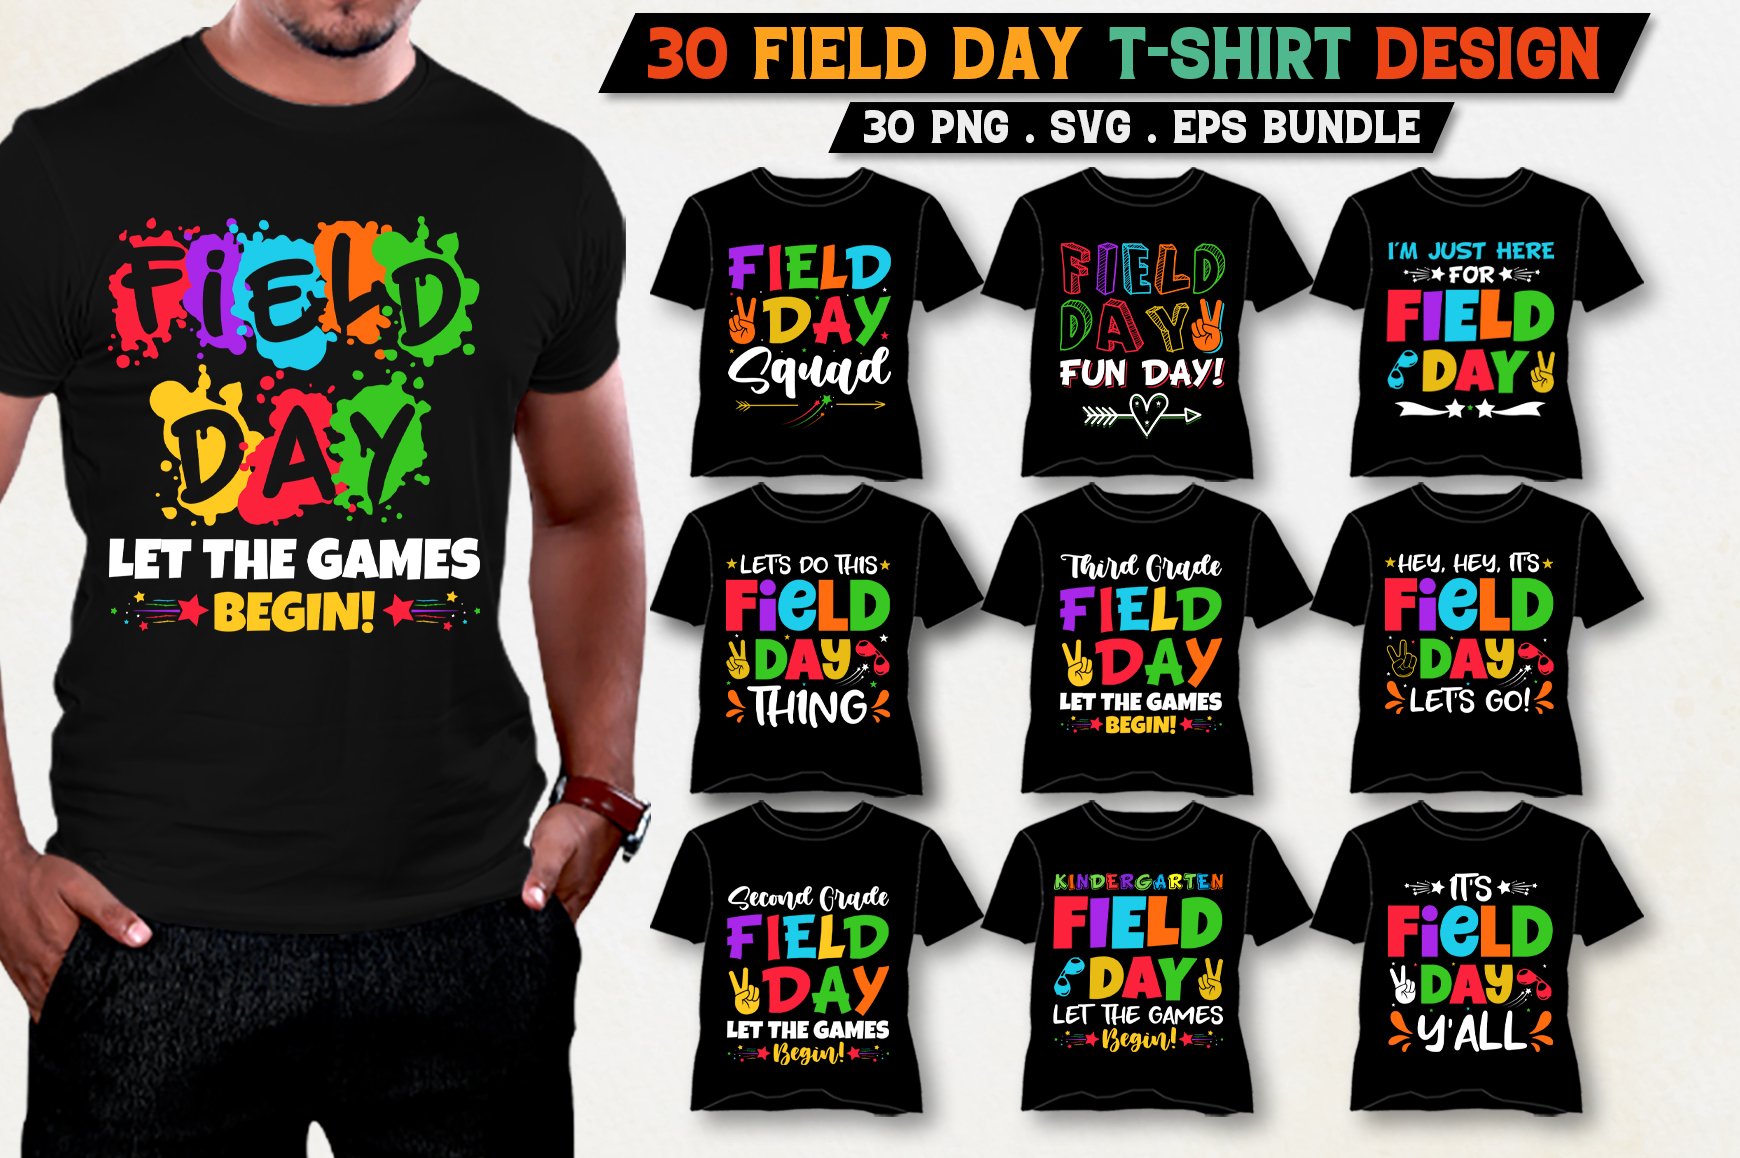 30 FIELD DAY T-SHIRT DESIGN
30 PNG . SVG . EPS BUNDLE
FiELD
DAY
LET THE GAMES
BEGIN!
FIELD
DAY
Squad
FIELD
DAY
FUN DAY!
I'M JUST HERE
FOR
FIELD
DAY
LET'S DO THIS
FieLD
DAY
THING
Third Grade
FIELD
DAY
LET THE GAMES
BEGIN!
HEY, HEY, IT'S
FieLD
DAY
LET'S GO!
Second Grade
FIELD
DAY
LET THE GAMES
Begin!
KINDERGARTEN
FIELD
DAY
LET THE GAMES
Begin!
IT'S
FieLD
DAY
Y'ALL